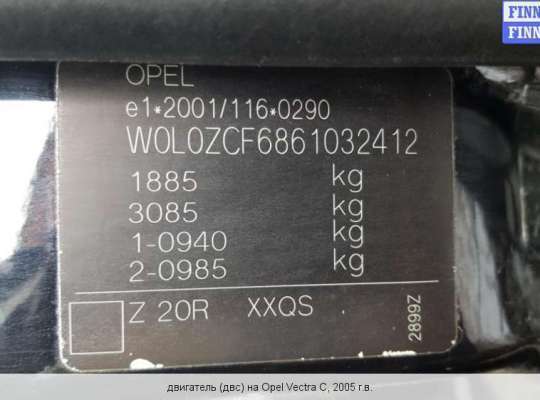 FINN
FINN
OPEL
e1*2001/116*0290
W0L0ZCF6861032412
1885 kg
3085 kg
1-0940 kg
2-0985 kg
Z 20R XXQS
2899Z
двигатель (двс) на Opel Vectra C, 2005 г.в.